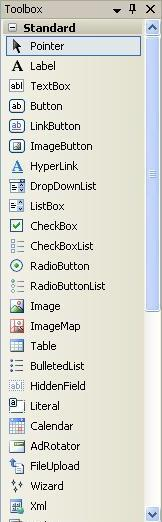 Toolbox
Standard
Pointer
Label
TextBox
Button
LinkButton
ImageButton
HyperLink
DropDownList
ListBox
CheckBox
CheckBoxList
RadioButton
RadioButtonList
Image
ImageMap
Table
BulletedList
HiddenField
Literal
Calendar
AdRotator
FileUpload
Wizard
Xml